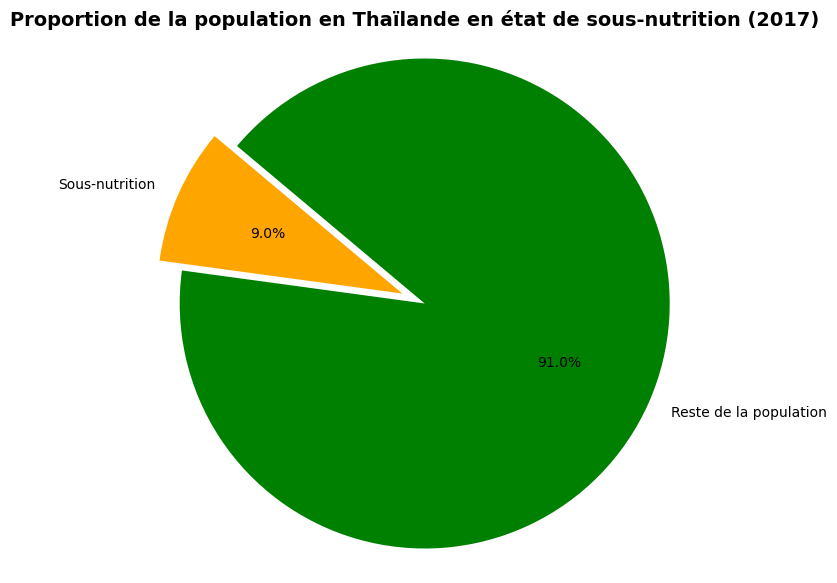 Proportion de la population en Thaïlande en état de sous-nutrition (2017)
Sous-nutrition
9.0%
91.0%
Reste de la population